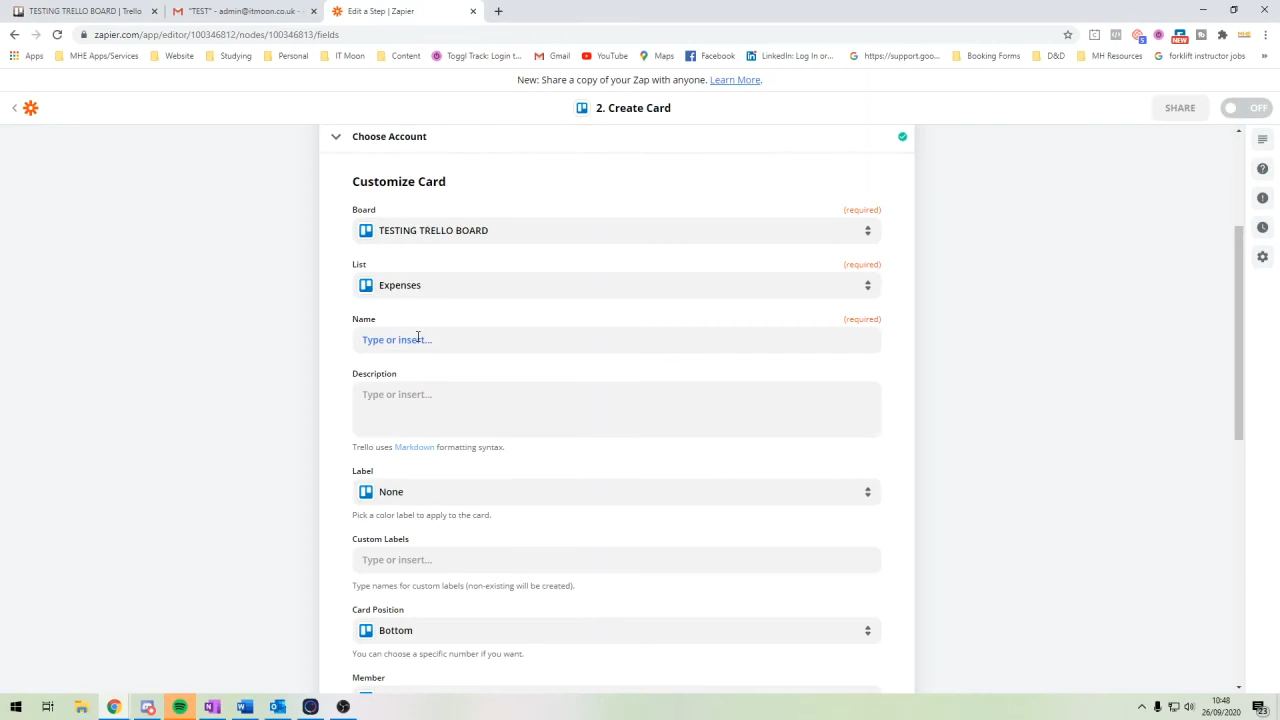 TESTING TRELLO BOARD | Trello
"TEST" - admin@itmoon.co.uk -
Edit a Step | Zapier
zapier.com/app/editor/100346812/nodes/100346813/fields
Apps
MHE Apps/Services
Website
Studying
Personal
IT Moon
Content
Toggl Track Login t...
Gmail
YouTube
Maps
Facebook
LinkedIn: Log In or...
https://support.goo...
Booking Forms
D&D
MH Resources
forklift instructor jobs
»
New: Share a copy of your Zap with anyone. Learn More.
2. Create Card
SHARE
OFF
Choose Account
Customize Card
Board
(required)
TESTING TRELLO BOARD
List
(required)
Expenses
Name
(required)
Type or insert...
Description
Type or insert...
Trello uses Markdown formatting syntax.
Label
None
Pick a color label to apply to the card.
Custom Labels
Type or insert...
Type names for custom labels (non-existing will be created).
Card Position
Bottom
You can choose a specific number if you want.
Member
10:48
26/09/2020
23